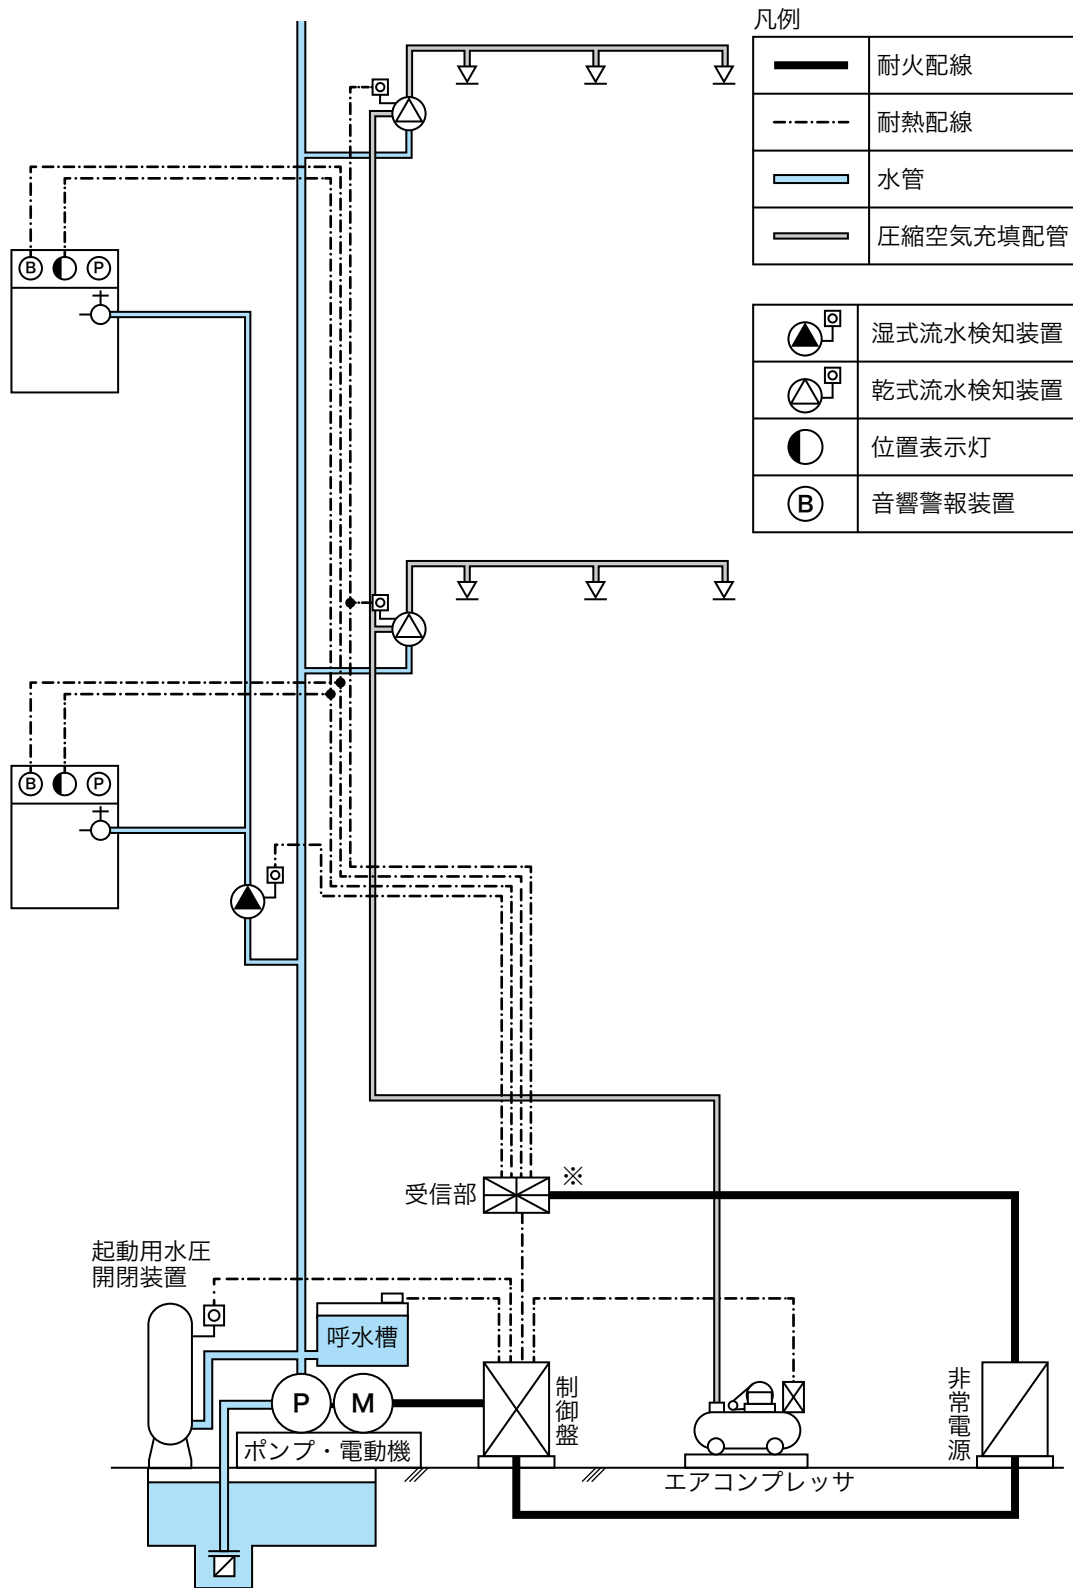 凡例
耐火配線
耐熱配線
水管
圧縮空気充填配管
湿式流水検知装置
乾式流水検知装置
位置表示灯
B 音響警報装置
B P
B P
受信部 ※
起動用水圧
開閉装置
呼水槽
P M
ポンプ・電動機
制御盤
エアコンプレッサ
非常電源